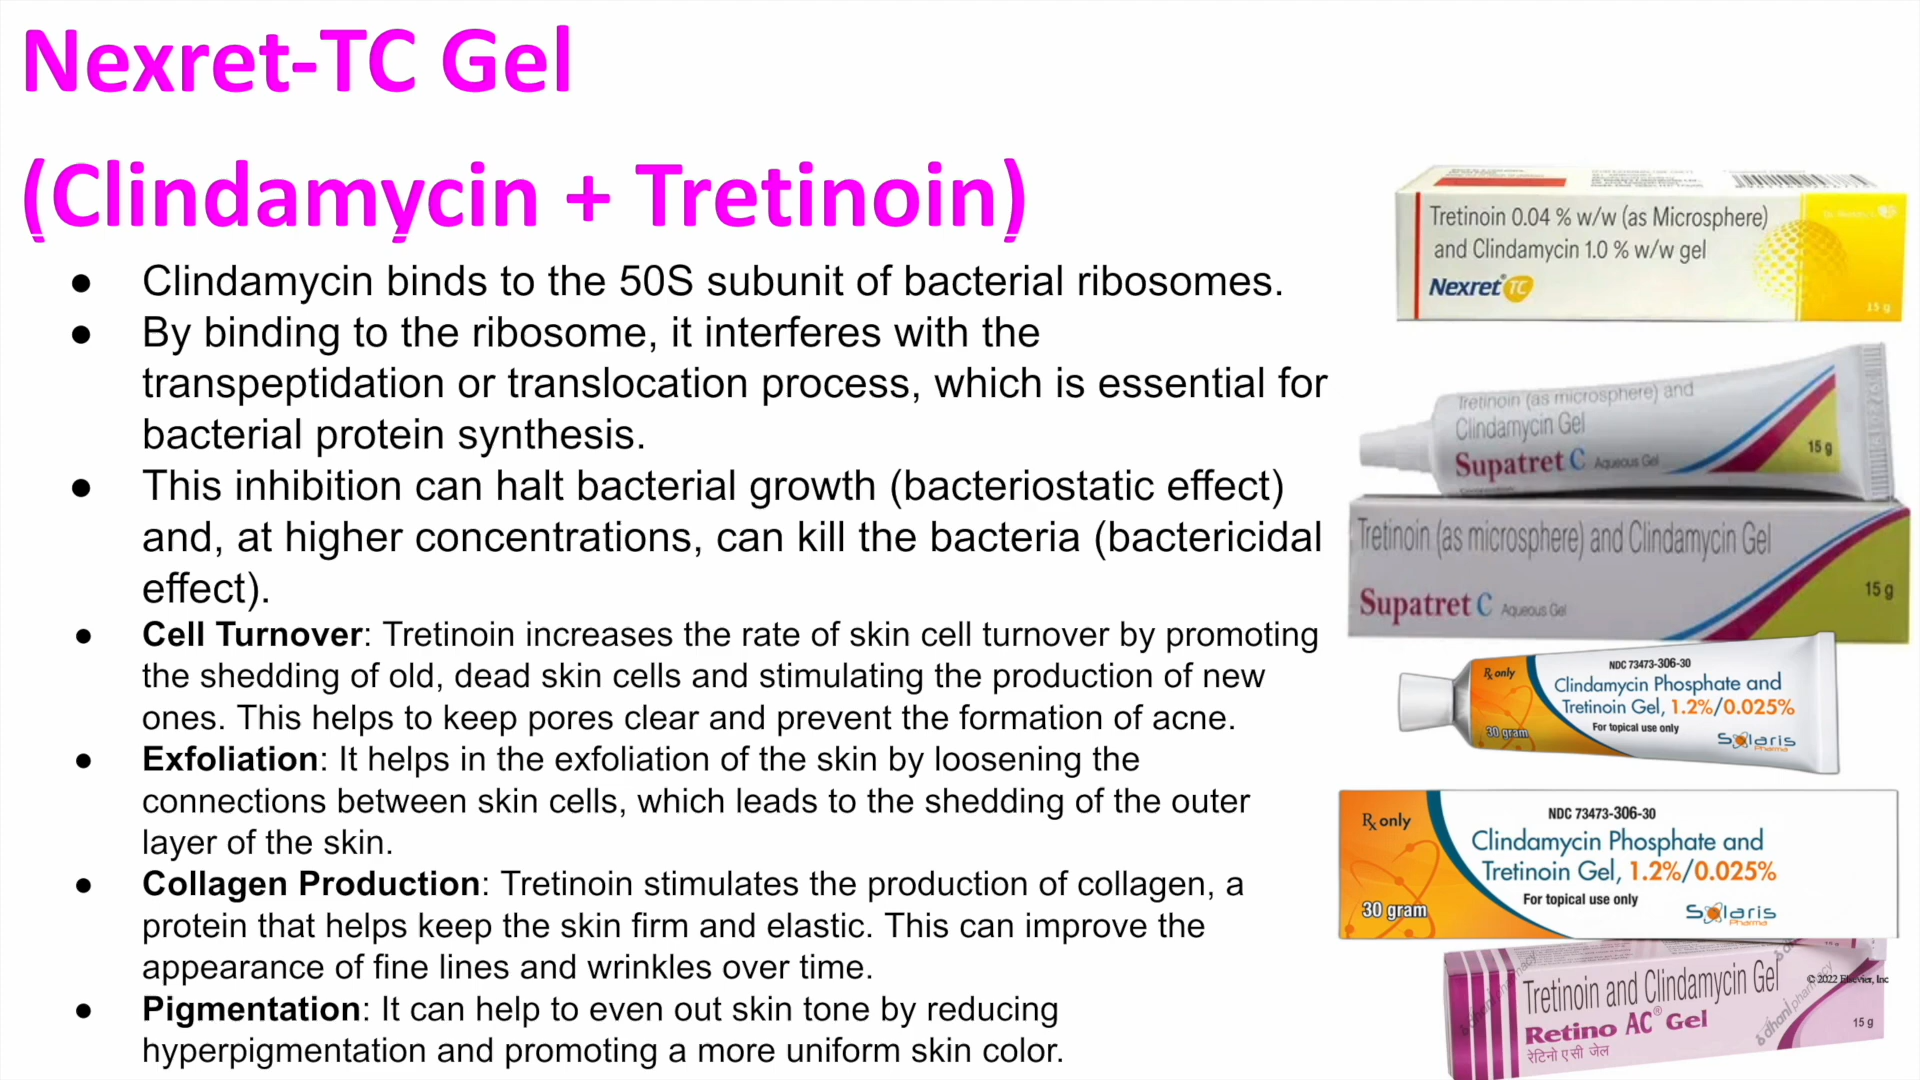 Nexret-TC Gel
(Clindamycin + Tretinoin)
● Clindamycin binds to the 50S subunit of bacterial ribosomes.
● By binding to the ribosome, it interferes with the
transpeptidation or translocation process, which is essential for
bacterial protein synthesis.
● This inhibition can halt bacterial growth (bacteriostatic effect)
and, at higher concentrations, can kill the bacteria (bactericidal
effect).
● Cell Turnover: Tretinoin increases the rate of skin cell turnover by promoting
the shedding of old, dead skin cells and stimulating the production of new
ones. This helps to keep pores clear and prevent the formation of acne.
● Exfoliation: It helps in the exfoliation of the skin by loosening the
connections between skin cells, which leads to the shedding of the outer
layer of the skin.
● Collagen Production: Tretinoin stimulates the production of collagen, a
protein that helps keep the skin firm and elastic. This can improve the
appearance of fine lines and wrinkles over time.
● Pigmentation: It can help to even out skin tone by reducing
hyperpigmentation and promoting a more uniform skin color.
Tretinoin 0.04 % w/w (as Microsphere)
and Clindamycin 1.0 % w/w gel
Nexret® TC
15 g
Tretinoin (as microsphere) and
Clindamycin Gel
Supatret C Aqueous Gel
15 g
Tretinoin (as microsphere) and Clindamycin Gel
Supatret C Aqueous Gel
15 g
Rx only
NDC 73473-306-30
Clindamycin Phosphate and
Tretinoin Gel, 1.2%/0.025%
For topical use only
30 gram
Solaris
Pharma
Rx only
NDC 73473-306-30
Clindamycin Phosphate and
Tretinoin Gel, 1.2%/0.025%
For topical use only
30 gram
Solaris
Pharma
© 2022 Elsevier, Inc
Tretinoin and Clindamycin Gel
Retino AC® Gel
रेटिनो ए सी जेल
15 g
dhani pharmacy